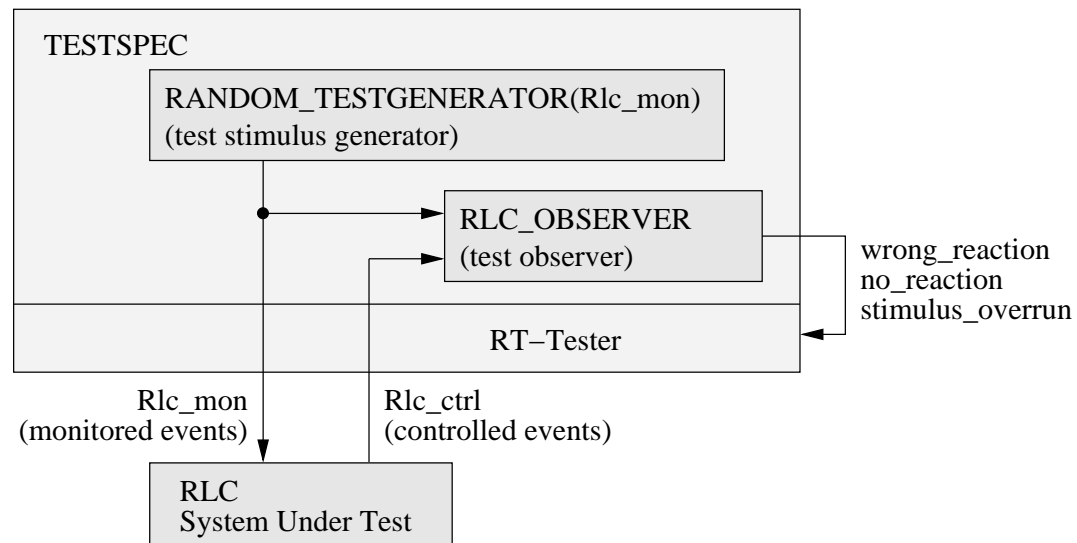 TESTSPEC
RANDOM_TESTGENERATOR(Rlc_mon)
(test stimulus generator)
RLC_OBSERVER
(test observer)
wrong_reaction
no_reaction
stimulus_overrun
RT−Tester
Rlc_mon
(monitored events)
Rlc_ctrl
(controlled events)
RLC
System Under Test